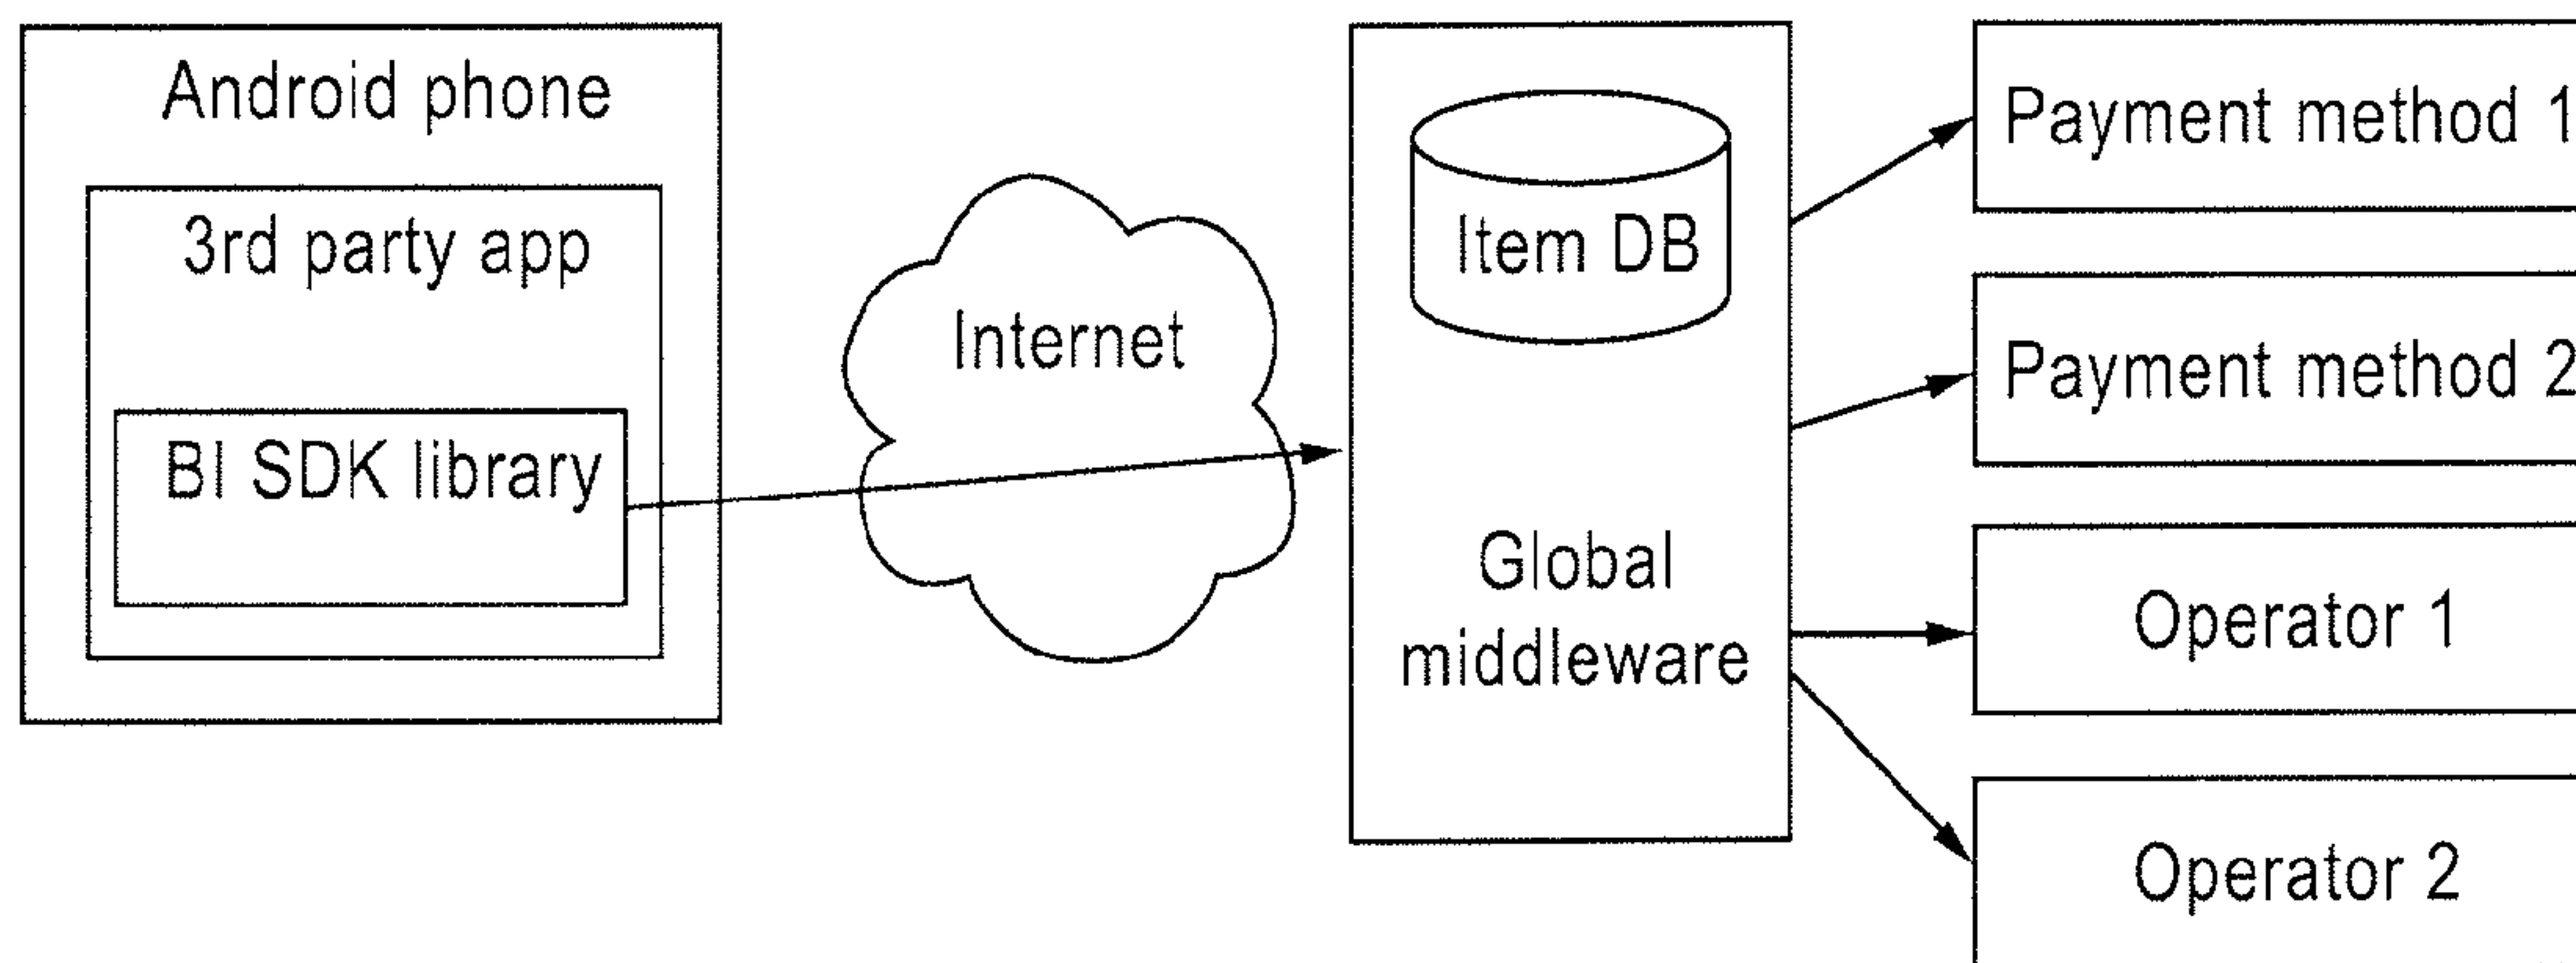 Android phone
3rd party app
BI SDK library
Internet
Item DB
Global
middleware
Payment method 1
Payment method 2
Operator 1
Operator 2